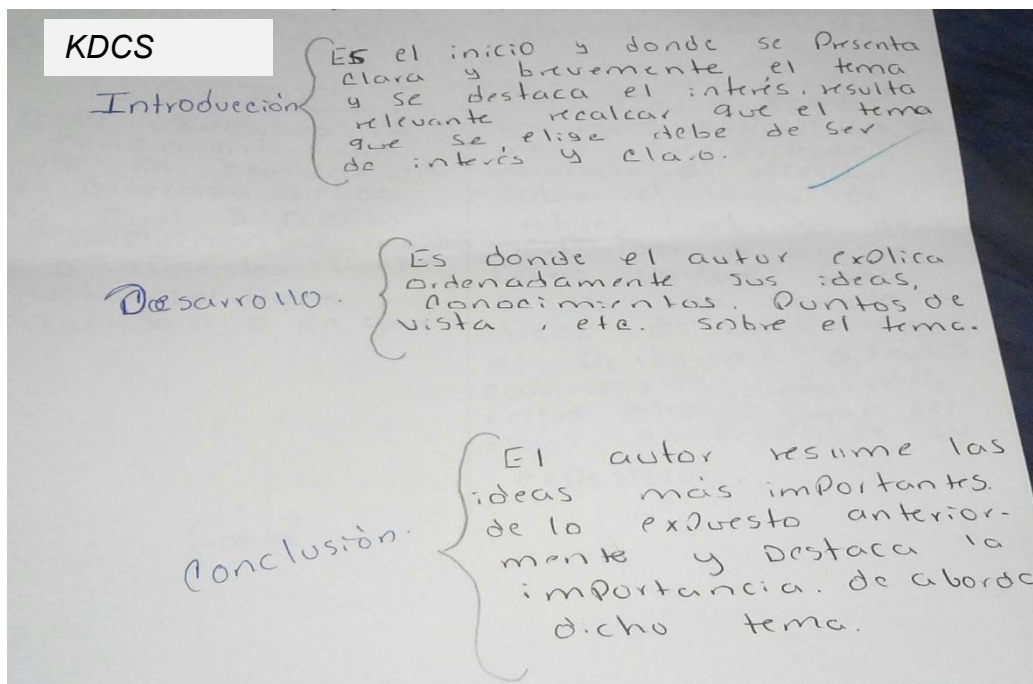 KDCS
Introducción
Es el inicio y donde se Presenta
clara y brevemente el tema
y se destaca el interés. resulta
relevante recalcar que el tema
que se elige debe de ser
de interés y claro.
Desarrollo.
Es donde el autor explica
ordenadamente sus ideas,
conocimientos. Puntos de
vista, etc. sobre el tema.
Conclusión.
El autor resume las
ideas más importantes.
de lo expuesto anterior-
mente y Destaca la
importancia. de aborda
dicho tema.